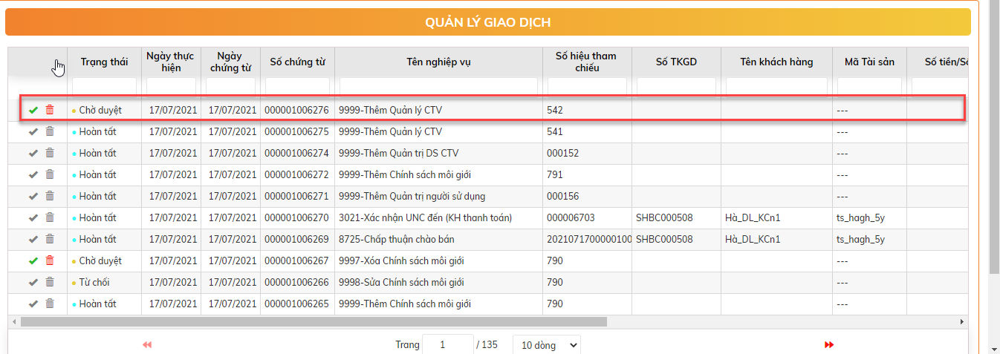 QUẢN LÝ GIAO DỊCH
Trạng thái Ngày thực hiện Ngày chứng từ Số chứng từ Tên nghiệp vụ Số hiệu tham chiếu Số TKGD Tên khách hàng Mã Tài sản Số tiền/Số
Chờ duyệt 17/07/2021 17/07/2021 000001006276 9999-Thêm Quản lý CTV 542 ---
Hoàn tất 17/07/2021 17/07/2021 000001006275 9999-Thêm Quản lý CTV 541 ---
Hoàn tất 17/07/2021 17/07/2021 000001006274 9999-Thêm Quản trị DS CTV 000152 ---
Hoàn tất 17/07/2021 17/07/2021 000001006272 9999-Thêm Chính sách môi giới 791 ---
Hoàn tất 17/07/2021 17/07/2021 000001006271 9999-Thêm Quản trị người sử dụng 000156 ---
Hoàn tất 17/07/2021 17/07/2021 000001006270 3021-Xác nhận UNC đến (KH thanh toán) 000006703 SHBC000508 Hà_DL_KCn1 ts_hagh_5y
Hoàn tất 17/07/2021 17/07/2021 000001006269 8725-Chấp thuận chào bán 2021071700000100 SHBC000508 Hà_DL_KCn1 ts_hagh_5y
Chờ duyệt 17/07/2021 17/07/2021 000001006267 9997-Xóa Chính sách môi giới 790 ---
Từ chối 17/07/2021 17/07/2021 000001006266 9998-Sửa Chính sách môi giới 790 ---
Hoàn tất 17/07/2021 17/07/2021 000001006265 9999-Thêm Chính sách môi giới 790 ---
Trang 1 / 135 10 dòng